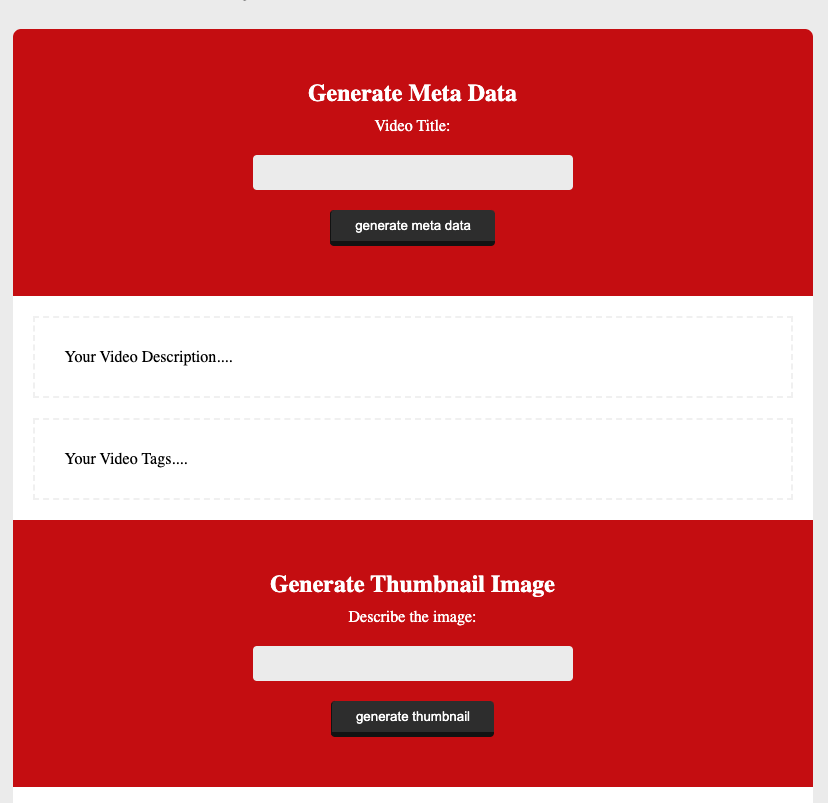 Generate Meta Data
Video Title:
generate meta data
Your Video Description....
Your Video Tags....
Generate Thumbnail Image
Describe the image:
generate thumbnail